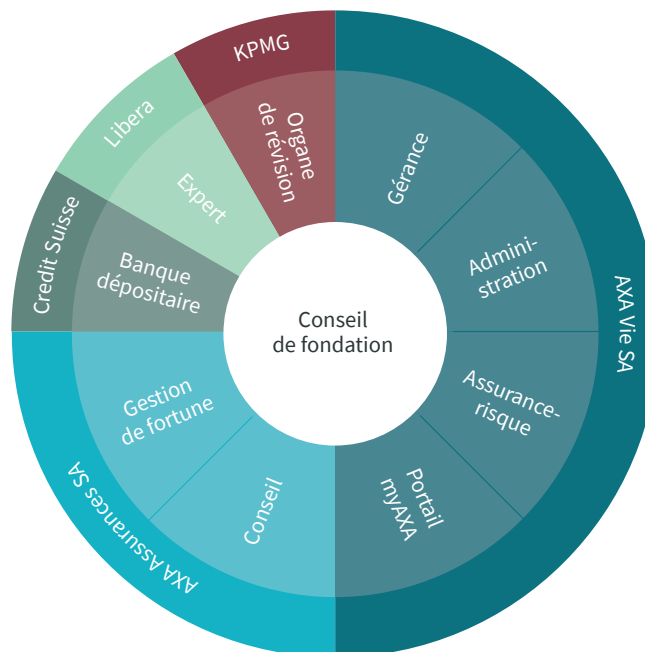 KPMG
Organe
de révision
Libera
Expert
Credit Suisse
Banque
dépositaire
Gérance
Admini-
stration
AXA Vie SA
Assurance-
risque
Portail
myAXA
Conseil
de fondation
Gestion
de fortune
Conseil
AXA Assurances SA